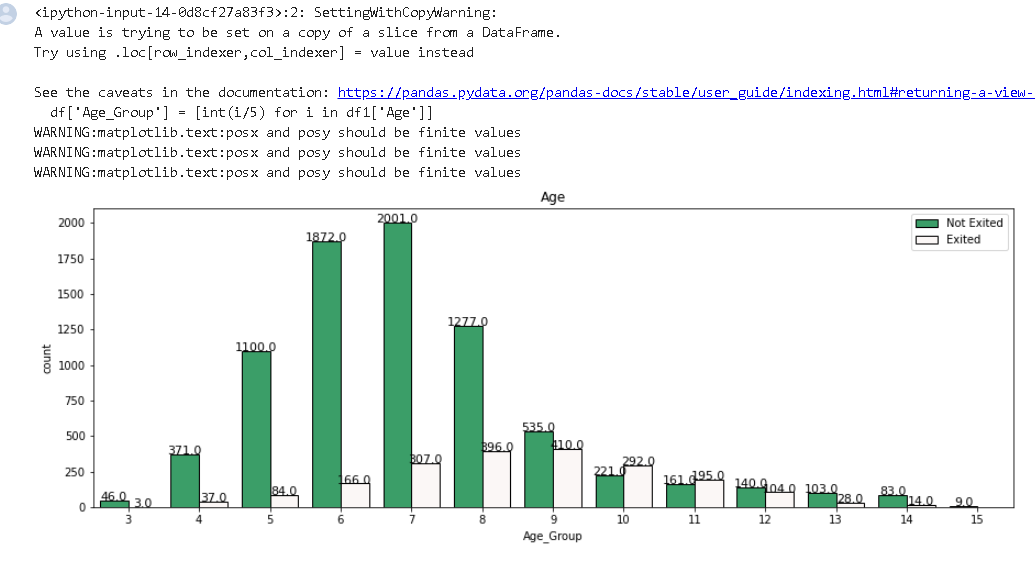 <ipython-input-14-0d8cf27a83f3>:2: SettingWithCopyWarning:
A value is trying to be set on a copy of a slice from a DataFrame.
Try using .loc[row_indexer,col_indexer] = value instead
See the caveats in the documentation: https://pandas.pydata.org/pandas-docs/stable/user_guide/indexing.html#returning-a-view-
df['Age_Group'] = [int(i/5) for i in df1['Age']]
WARNING:matplotlib.text:posx and posy should be finite values
WARNING:matplotlib.text:posx and posy should be finite values
WARNING:matplotlib.text:posx and posy should be finite values
Age
Not Exited
Exited
count
2000
1750
1500
1250
1000
750
500
250
0
46.0
3.0
371.0
37.0
1100.0
84.0
1872.0
166.0
2001.0
307.0
1277.0
396.0
535.0
410.0
221.0
292.0
161.0
195.0
140.0
104.0
103.0
28.0
83.0
14.0
9.0
3 4 5 6 7 8 9 10 11 12 13 14 15
Age_Group